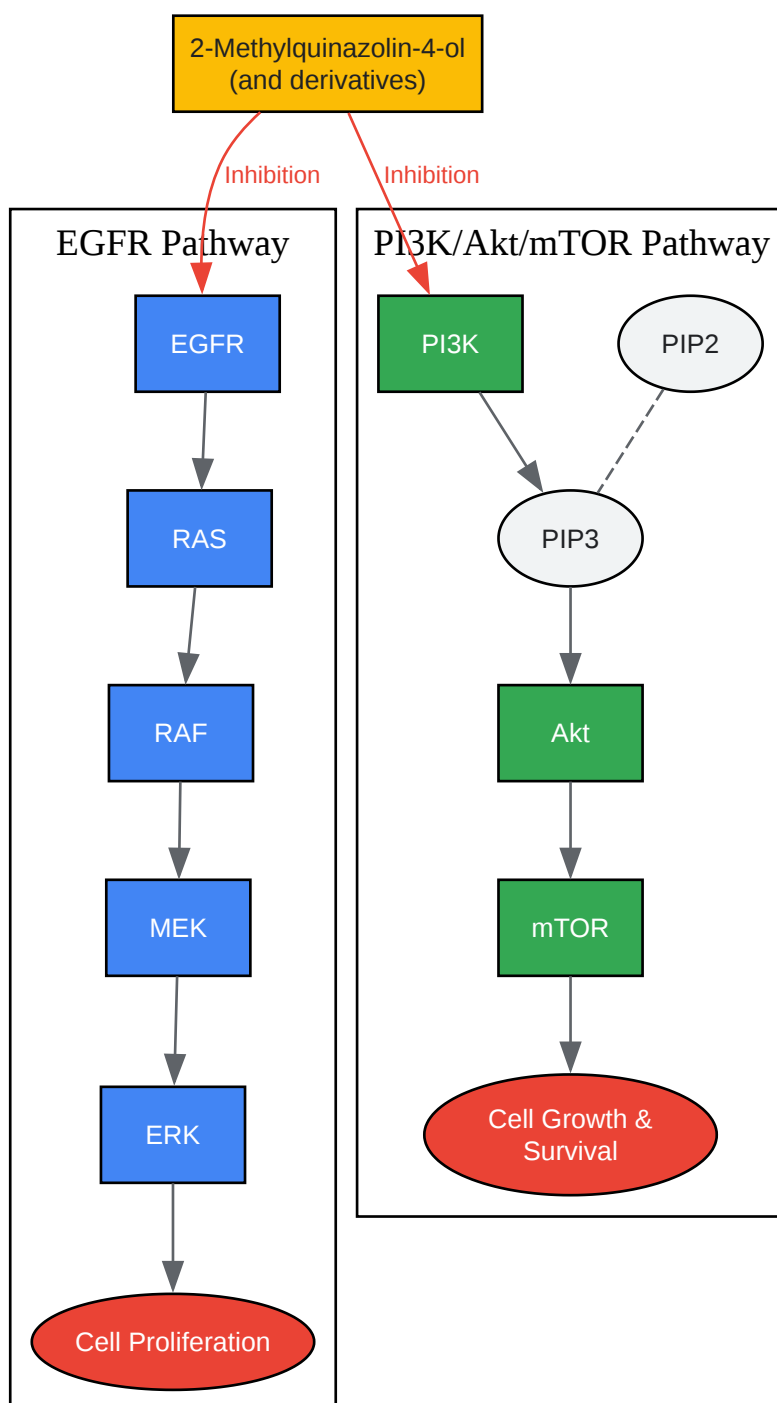 2-Methylquinazolin-4-ol
(and derivatives)
Inhibition
Inhibition
EGFR Pathway
EGFR
RAS
RAF
MEK
ERK
Cell Proliferation
PI3K/Akt/mTOR Pathway
PI3K
PIP2
PIP3
Akt
mTOR
Cell Growth &
Survival